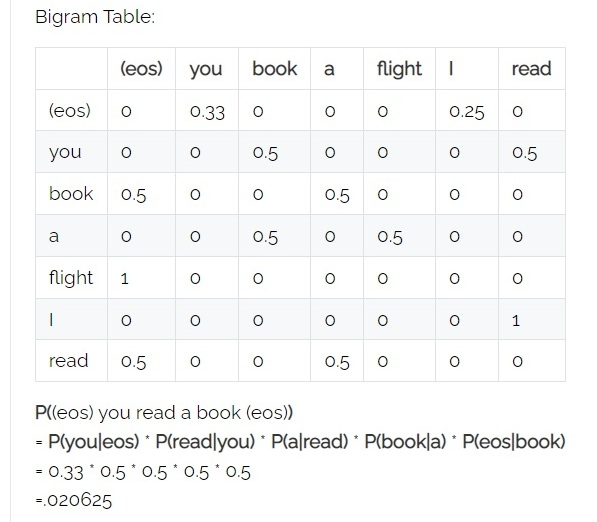 Bigram Table:
(eos) you book a flight I read
(eos) 0 0.33 0 0 0 0.25 0
you 0 0 0.5 0 0 0 0.5
book 0.5 0 0 0.5 0 0 0
a 0 0 0.5 0 0.5 0 0
flight 1 0 0 0 0 0 0
I 0 0 0 0 0 0 1
read 0.5 0 0 0.5 0 0 0
P((eos) you read a book (eos))
= P(you|eos) * P(read|you) * P(a|read) * P(book|a) * P(eos|book)
= 0.33 * 0.5 * 0.5 * 0.5 * 0.5
=.020625